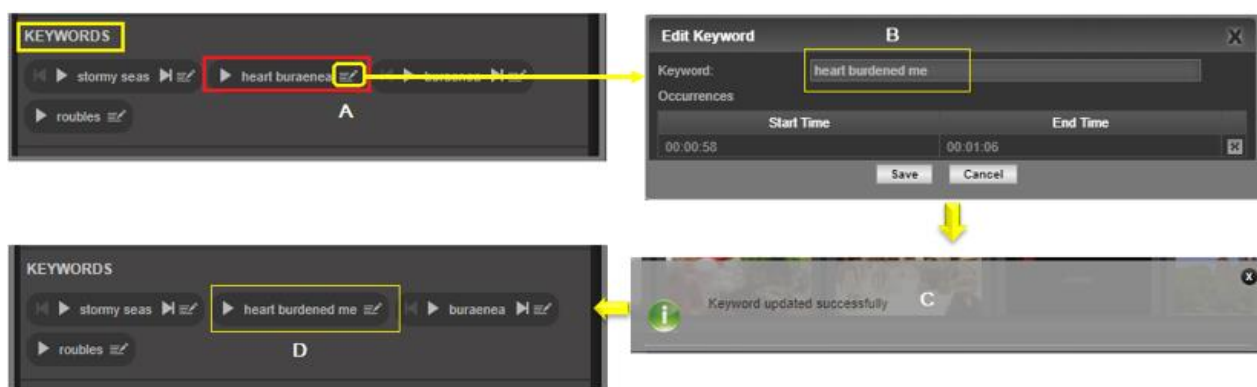 KEYWORDS
stormy seas heart buraenea buraenea
roubles
A
Edit Keyword B X
Keyword: heart burdened me
Occurrences
Start Time End Time
00:00:58 00:01:06
Save Cancel
Keyword updated successfully C
KEYWORDS
stormy seas heart burdened me buraenea
roubles
D